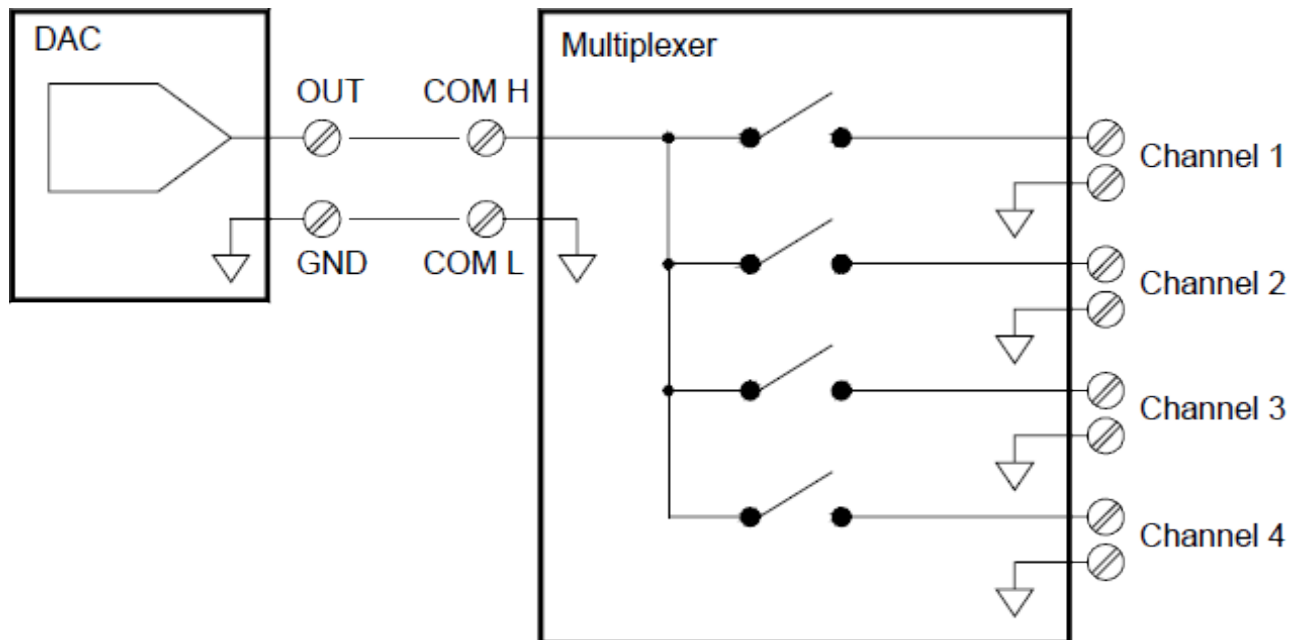 DAC
Multiplexer
OUT COM H
GND COM L
Channel 1
Channel 2
Channel 3
Channel 4